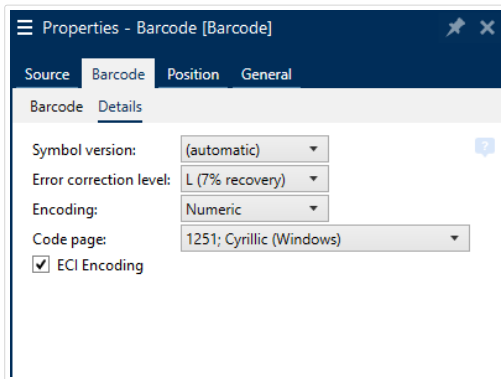 Properties - Barcode [Barcode]
Source Barcode Position General
Barcode Details
Symbol version: (automatic)
Error correction level: L (7% recovery)
Encoding: Numeric
Code page: 1251; Cyrillic (Windows)
ECI Encoding